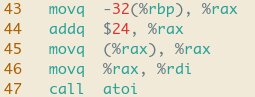 43 movq -32(%rbp), %rax
44 addq $24, %rax
45 movq (%rax), %rax
46 movq %rax, %rdi
47 call atoi